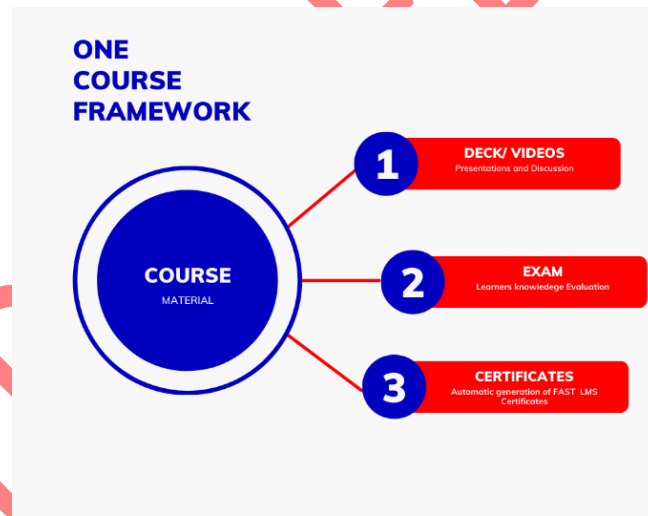 ONE
COURSE
FRAMEWORK
COURSE
MATERIAL
1
DECK/ VIDEOS
Presentations and Discussion
2
EXAM
Learners knowledege Evaluation
3
CERTIFICATES
Automatic generation of FAST LMS
Certificates